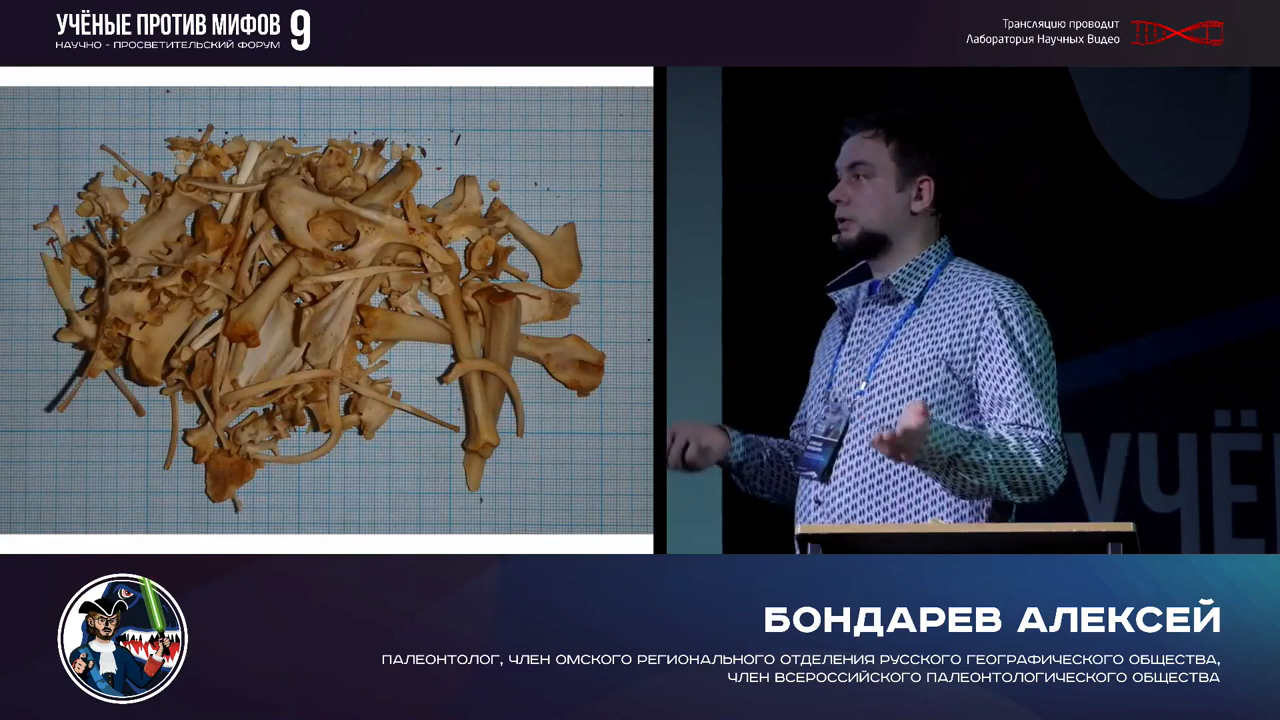 УЧЁНЫЕ ПРОТИВ МИФОВ 9
НАУЧНО - ПРОСВЕТИТЕЛЬСКИЙ ФОРУМ
Трансляцию проводит
Лаборатория Научных Видео
УЧЁ
БОНДАРЕВ АЛЕКСЕЙ
ПАЛЕОНТОЛОГ, ЧЛЕН ОМСКОГО РЕГИОНАЛЬНОГО ОТДЕЛЕНИЯ РУССКОГО ГЕОГРАФИЧЕСКОГО ОБЩЕСТВА,
ЧЛЕН ВСЕРОССИЙСКОГО ПАЛЕОНТОЛОГИЧЕСКОГО ОБЩЕСТВА